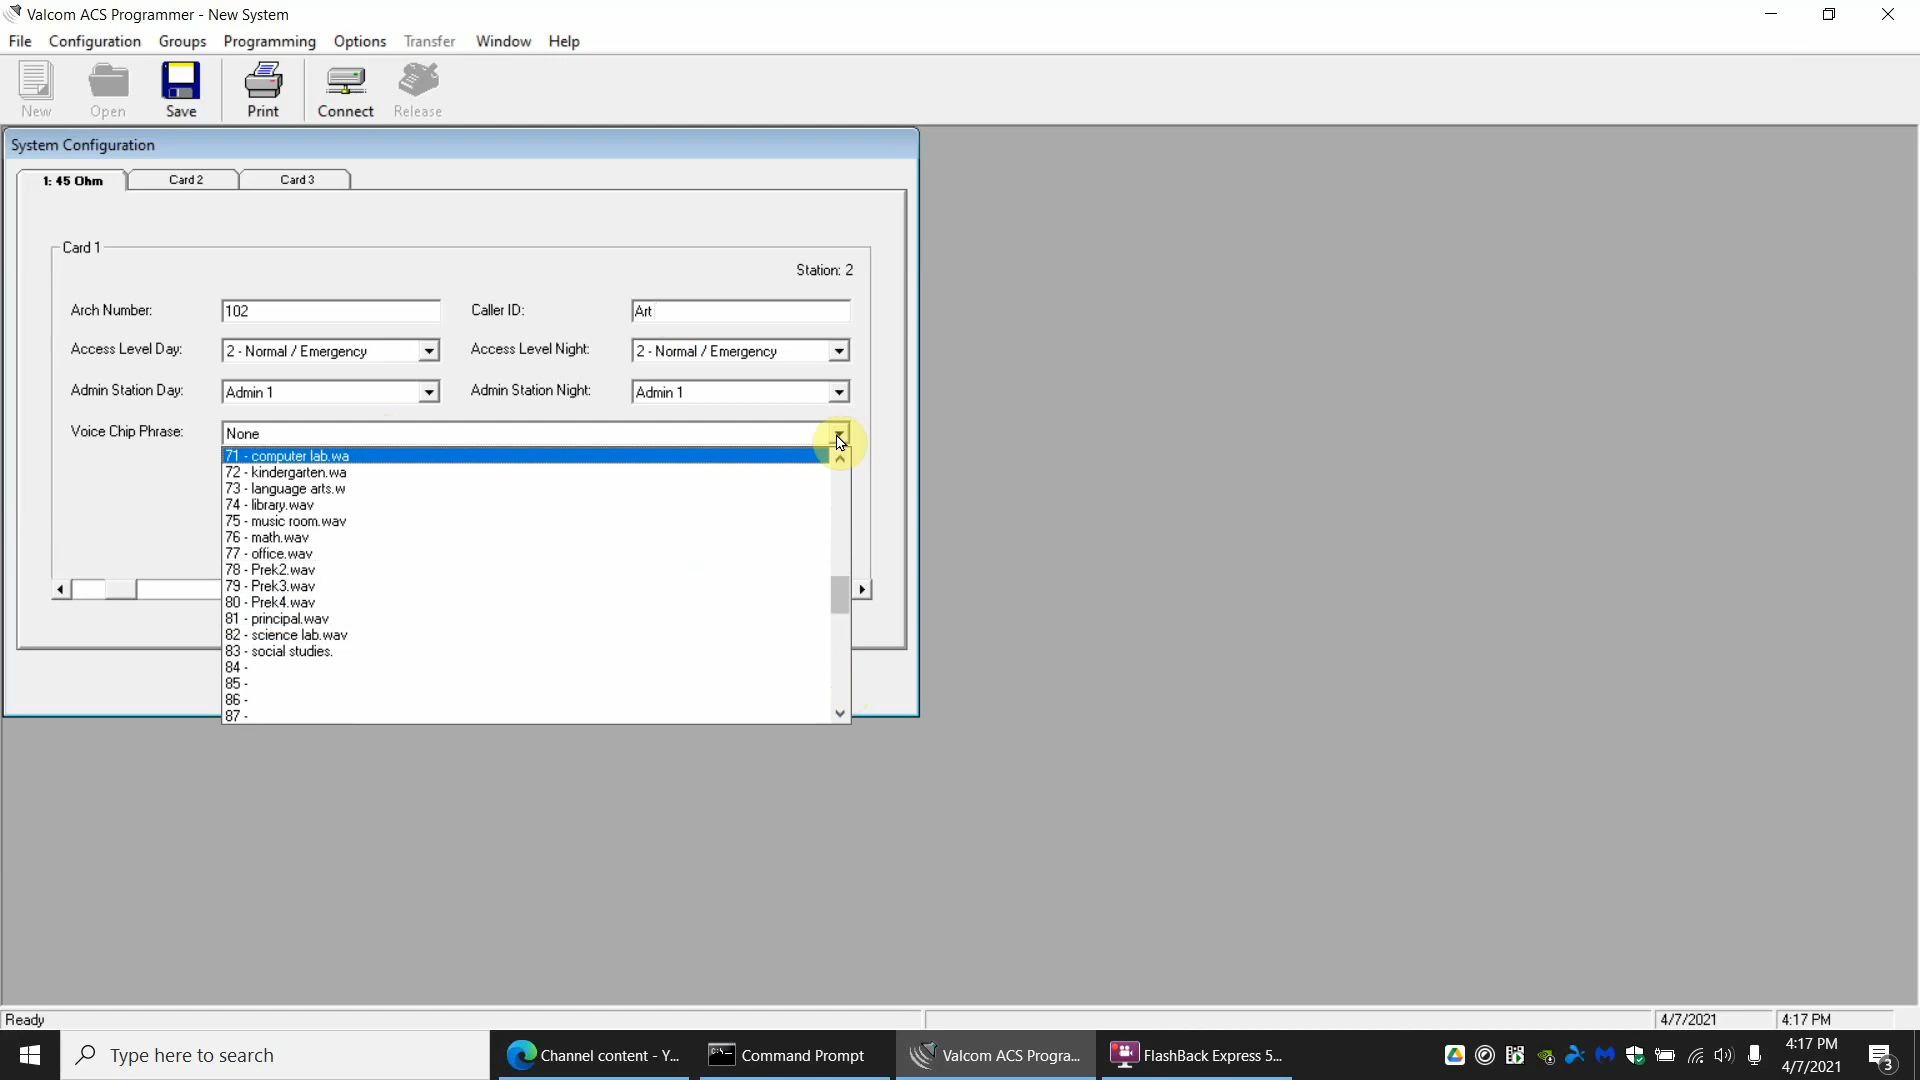 Valcom ACS Programmer - New System
File Configuration Groups Programming Options Transfer Window Help
New Open Save Print Connect Release
System Configuration
1: 45 Ohm Card 2 Card 3
Card 1
Station: 2
Arch Number: 102 Caller ID: Art
Access Level Day: 2 - Normal / Emergency Access Level Night: 2 - Normal / Emergency
Admin Station Day: Admin 1 Admin Station Night: Admin 1
Voice Chip Phrase: None
71 - computer lab.wa
72 - kindergarten.wa
73 - language arts.w
74 - library.wav
75 - music room.wav
76 - math.wav
77 - office.wav
78 - Prek2.wav
79 - Prek3.wav
80 - Prek4.wav
81 - principal.wav
82 - science lab.wav
83 - social studies.
84 -
85 -
86 -
87 -
Ready 4/7/2021 4:17 PM
Type here to search Channel content - Y... Command Prompt Valcom ACS Progra... FlashBack Express 5... 4:17 PM
4/7/2021 3